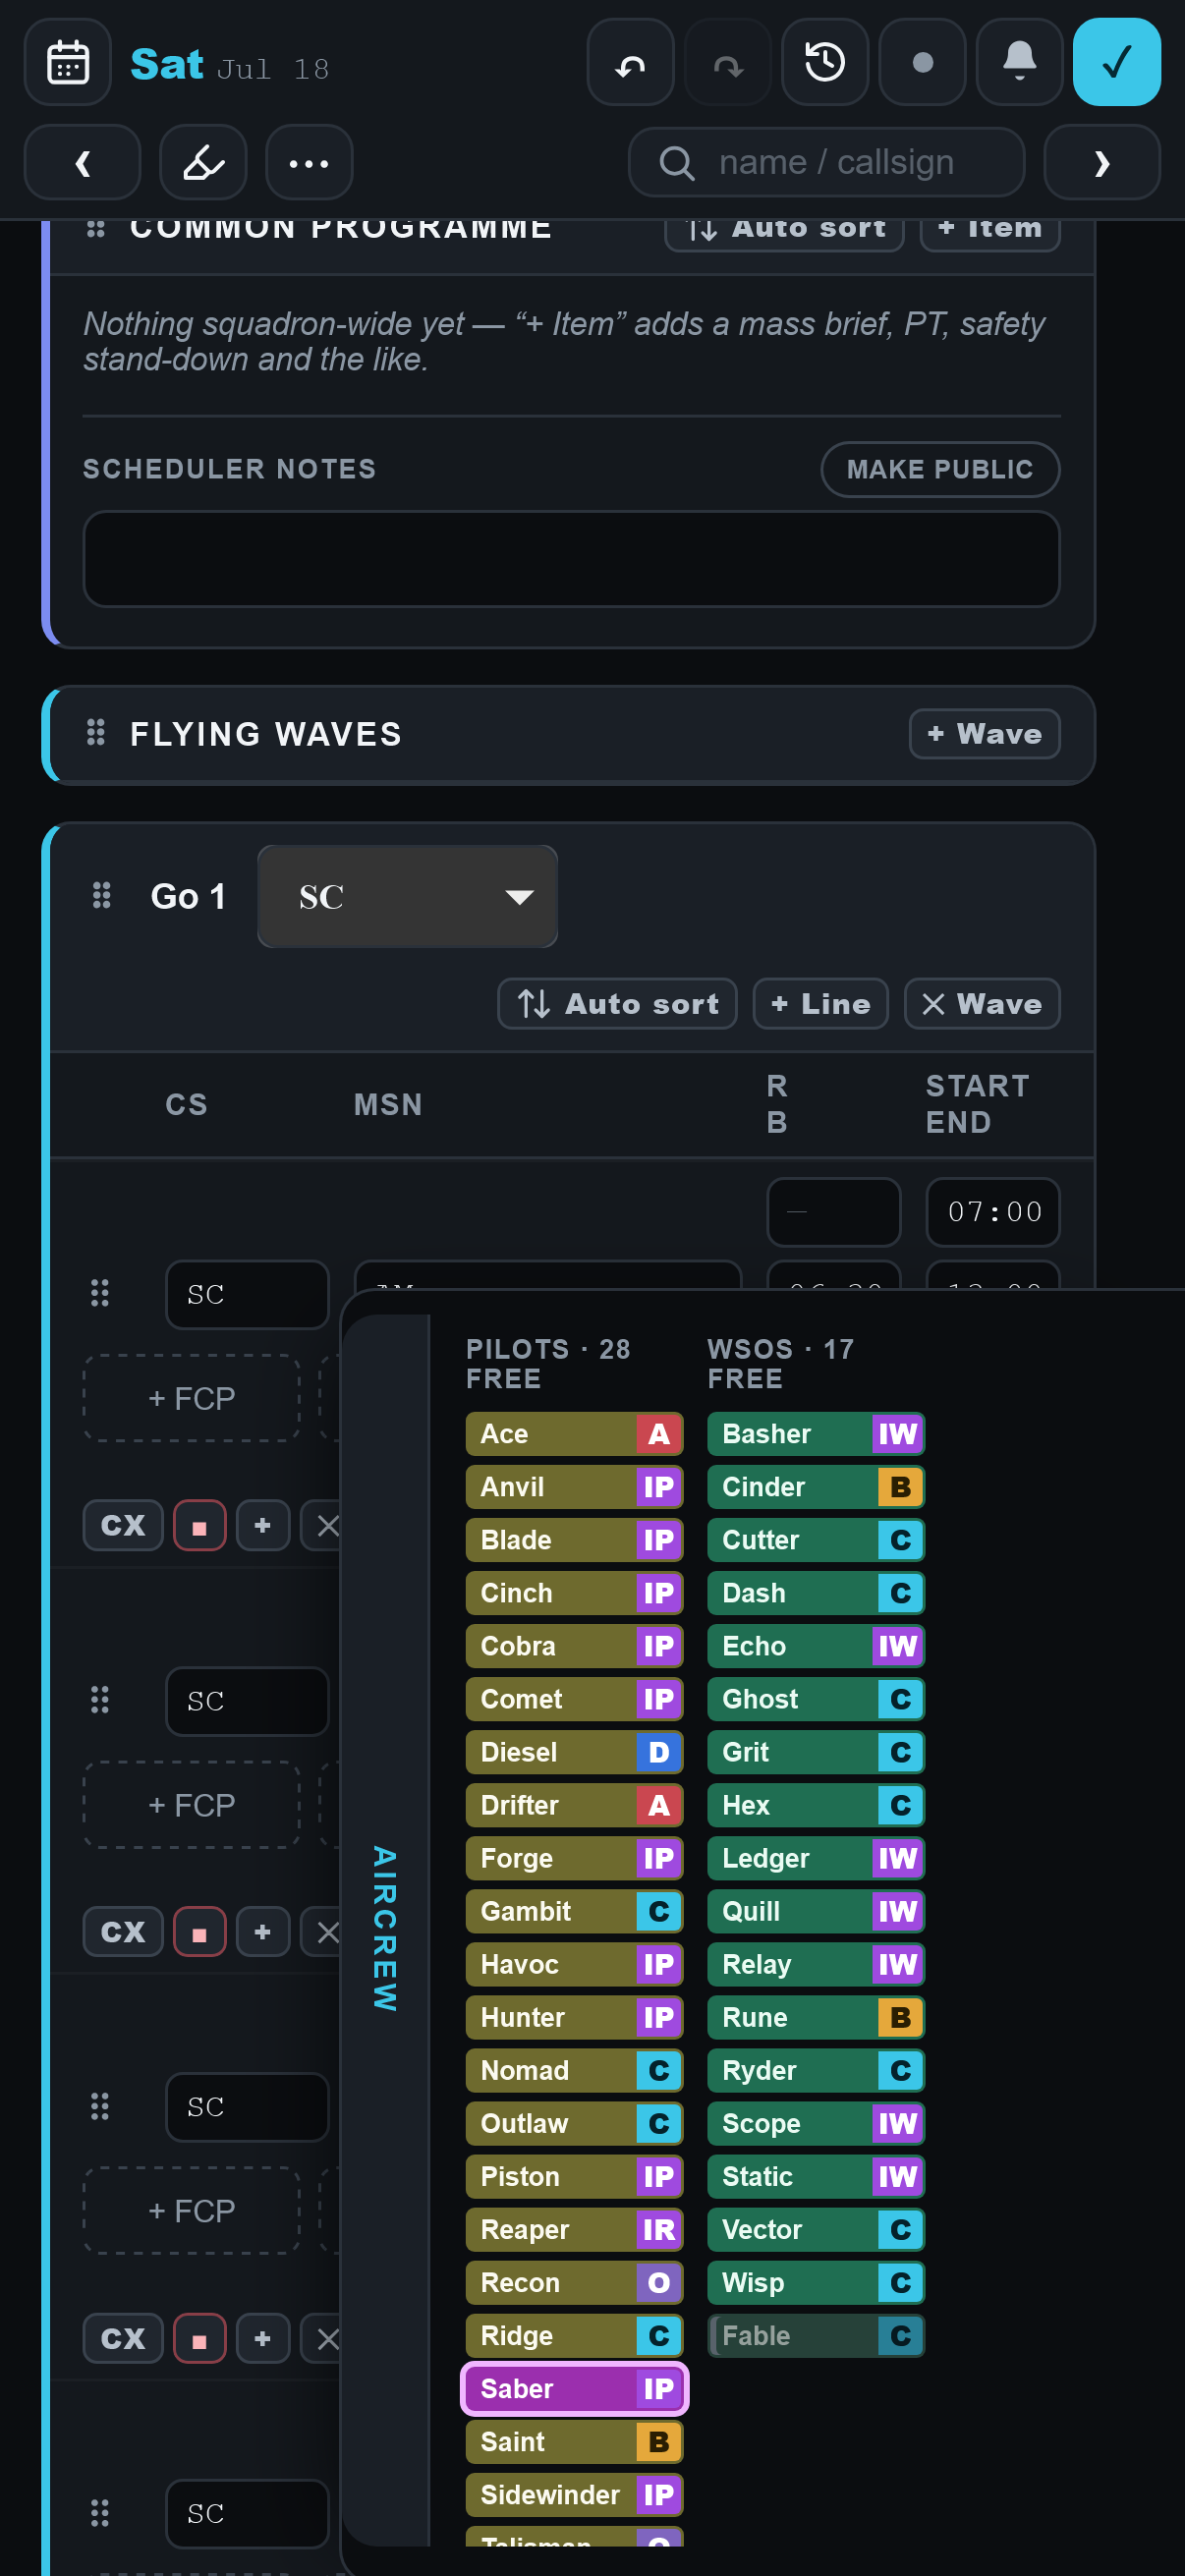 Sat Jul 18
name / callsign
COMMON PROGRAMME
Auto sort
+ Item
Nothing squadron-wide yet — “+ Item” adds a mass brief, PT, safety
stand-down and the like.
SCHEDULER NOTES
MAKE PUBLIC
FLYING WAVES
+ Wave
Go 1
SC
Auto sort
+ Line
× Wave
CS
MSN
R
B
START
END
—
07:00
SC
+ FCP
CX
+
SC
+ FCP
CX
+
SC
+ FCP
CX
+
SC
AIRCREW
PILOTS · 28
FREE
Ace A
Anvil IP
Blade IP
Cinch IP
Cobra IP
Comet IP
Diesel D
Drifter A
Forge IP
Gambit C
Havoc IP
Hunter IP
Nomad C
Outlaw C
Piston IP
Reaper IR
Recon O
Ridge C
Saber IP
Saint B
Sidewinder IP
WSOS · 17
FREE
Basher IW
Cinder B
Cutter C
Dash C
Echo IW
Ghost C
Grit C
Hex C
Ledger IW
Quill IW
Relay IW
Rune B
Ryder C
Scope IW
Static IW
Vector C
Wisp C
Fable C